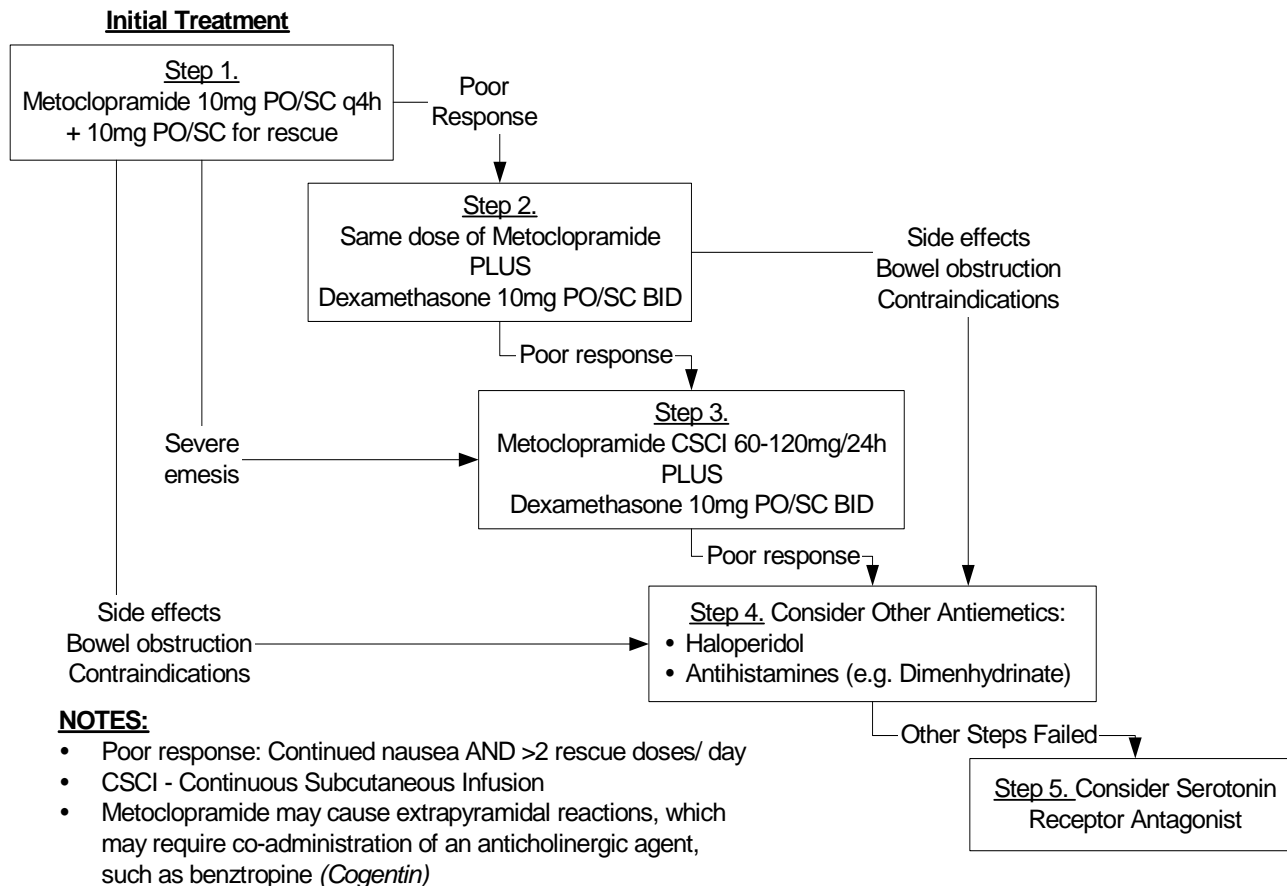 Initial Treatment
Step 1.
Metoclopramide 10mg PO/SC q4h
+ 10mg PO/SC for rescue
Poor
Response
Step 2.
Same dose of Metoclopramide
PLUS
Dexamethasone 10mg PO/SC BID
Side effects
Bowel obstruction
Contraindications
Poor response
Step 3.
Metoclopramide CSCI 60-120mg/24h
PLUS
Dexamethasone 10mg PO/SC BID
Severe
emesis
Poor response
Side effects
Bowel obstruction
Contraindications
Step 4. Consider Other Antiemetics:
• Haloperidol
• Antihistamines (e.g. Dimenhydrinate)
Other Steps Failed
Step 5. Consider Serotonin
Receptor Antagonist
NOTES:
• Poor response: Continued nausea AND >2 rescue doses/ day
• CSCI - Continuous Subcutaneous Infusion
• Metoclopramide may cause extrapyramidal reactions, which
may require co-administration of an anticholinergic agent,
such as benztropine (Cogentin)